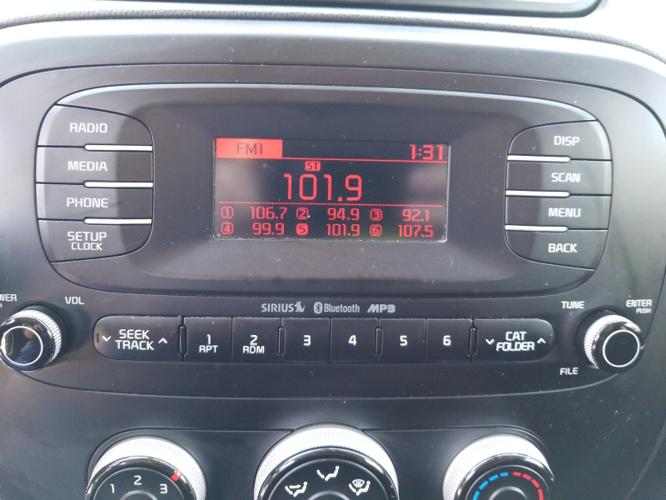 RADIO
MEDIA
PHONE
SETUP
CLOCK
FM1 1:31
ST
101.9
1 106.7 2 94.9 3 92.1
4 99.9 5 101.9 6 107.5
DISP
SCAN
MENU
BACK
VOL
SIRIUS Bluetooth MP3
TUNE
ENTER
PUSH
SEEK
TRACK
1
RPT
2
RDM
3
4
5
6
CAT
FOLDER
FILE
1 2 3